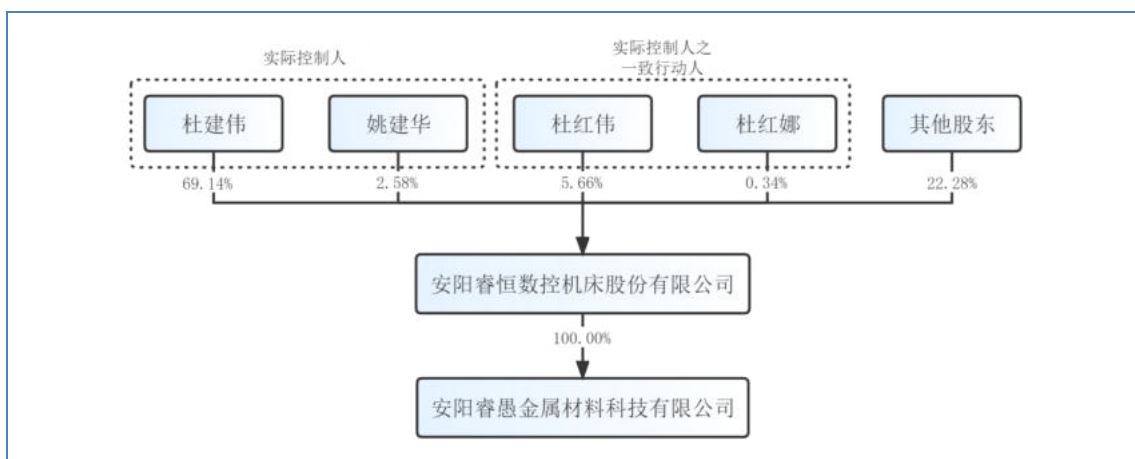 实际控制人
实际控制人之
一致行动人
杜建伟
姚建华
杜红伟
杜红娜
其他股东
69.14%
2.58%
5.66%
0.34%
22.28%
安阳睿恒数控机床股份有限公司
100.00%
安阳睿愚金属材料科技有限公司